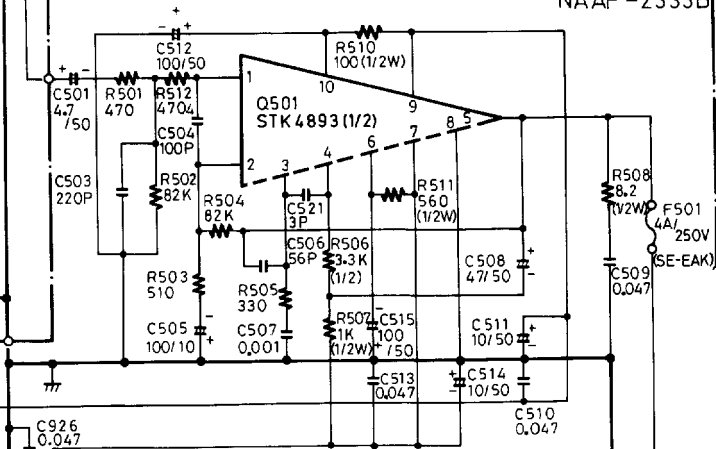 NAAF-2333B
C512
100/50
R510
100(1/2W)
C501
4.7
/50
R501
470
R512
470
4
C504
100P
Q501
STK4893(1/2)
1
2
3
4
5
6
7
8
9
10
C503
220P
R502
82K
R504
82K
C521
3P
C506
56P
R506
3.3K
(1/2)
R511
560
(1/2W)
R508
8.2
(1/2W)
F501
4A/
250V
(SE-EAK)
C508
47/50
C509
0.047
R503
510
R505
330
C505
100/10
C507
0.001
R507
1K
(1/2W)
C515
100
/50
C511
10/50
C513
0.047
C514
10/50
C510
0.047
C926
0.047